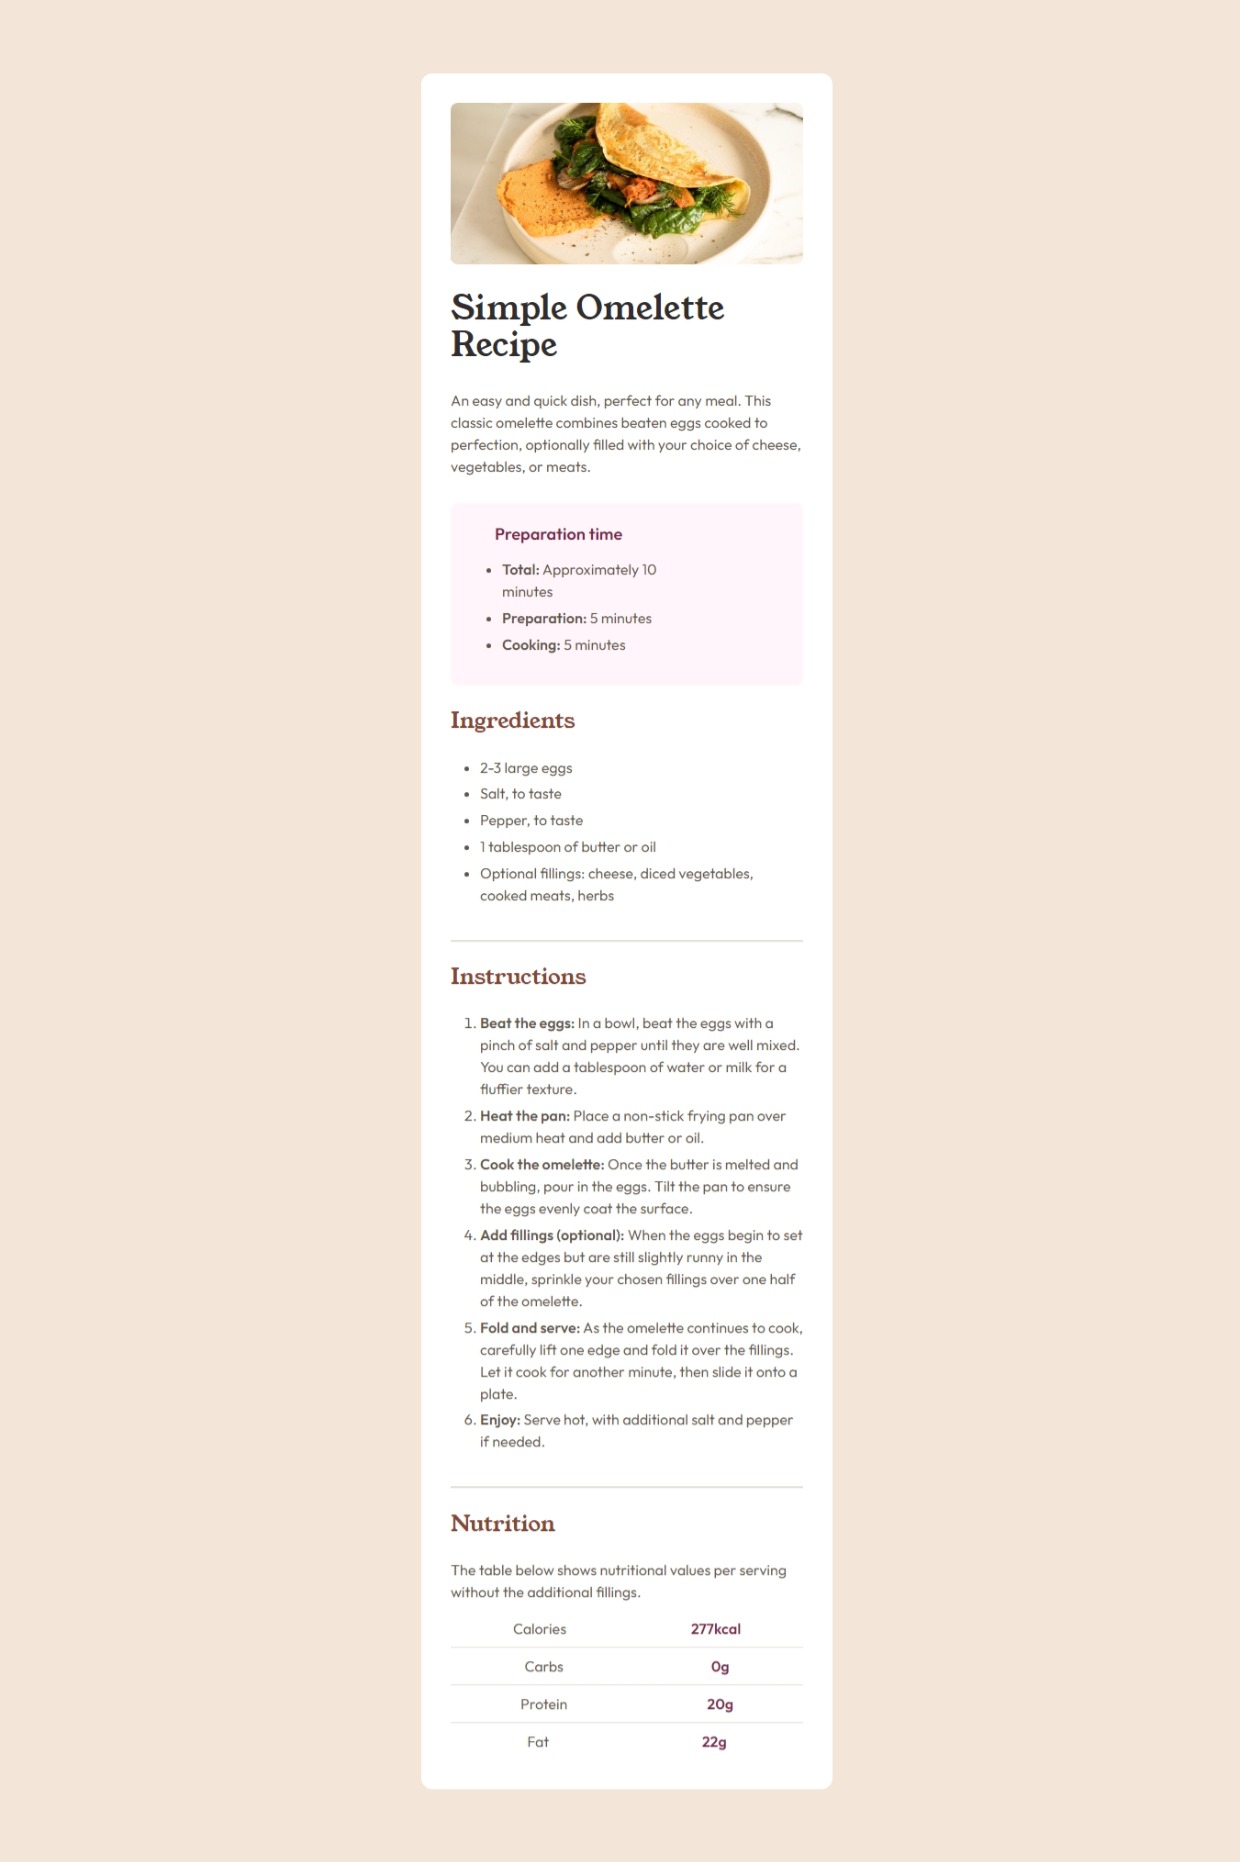 Simple Omelette
Recipe
An easy and quick dish, perfect for any meal. This
classic omelette combines beaten eggs cooked to
perfection, optionally filled with your choice of cheese,
vegetables, or meats.
Preparation time
• Total: Approximately 10
minutes
• Preparation: 5 minutes
• Cooking: 5 minutes
Ingredients
• 2-3 large eggs
• Salt, to taste
• Pepper, to taste
• 1 tablespoon of butter or oil
• Optional fillings: cheese, diced vegetables,
cooked meats, herbs
Instructions
1. Beat the eggs: In a bowl, beat the eggs with a
pinch of salt and pepper until they are well mixed.
You can add a tablespoon of water or milk for a
fluffier texture.
2. Heat the pan: Place a non-stick frying pan over
medium heat and add butter or oil.
3. Cook the omelette: Once the butter is melted and
bubbling, pour in the eggs. Tilt the pan to ensure
the eggs evenly coat the surface.
4. Add fillings (optional): When the eggs begin to set
at the edges but are still slightly runny in the
middle, sprinkle your chosen fillings over one half
of the omelette.
5. Fold and serve: As the omelette continues to cook,
carefully lift one edge and fold it over the fillings.
Let it cook for another minute, then slide it onto a
plate.
6. Enjoy: Serve hot, with additional salt and pepper
if needed.
Nutrition
The table below shows nutritional values per serving
without the additional fillings.
Calories 277kcal
Carbs 0g
Protein 20g
Fat 22g